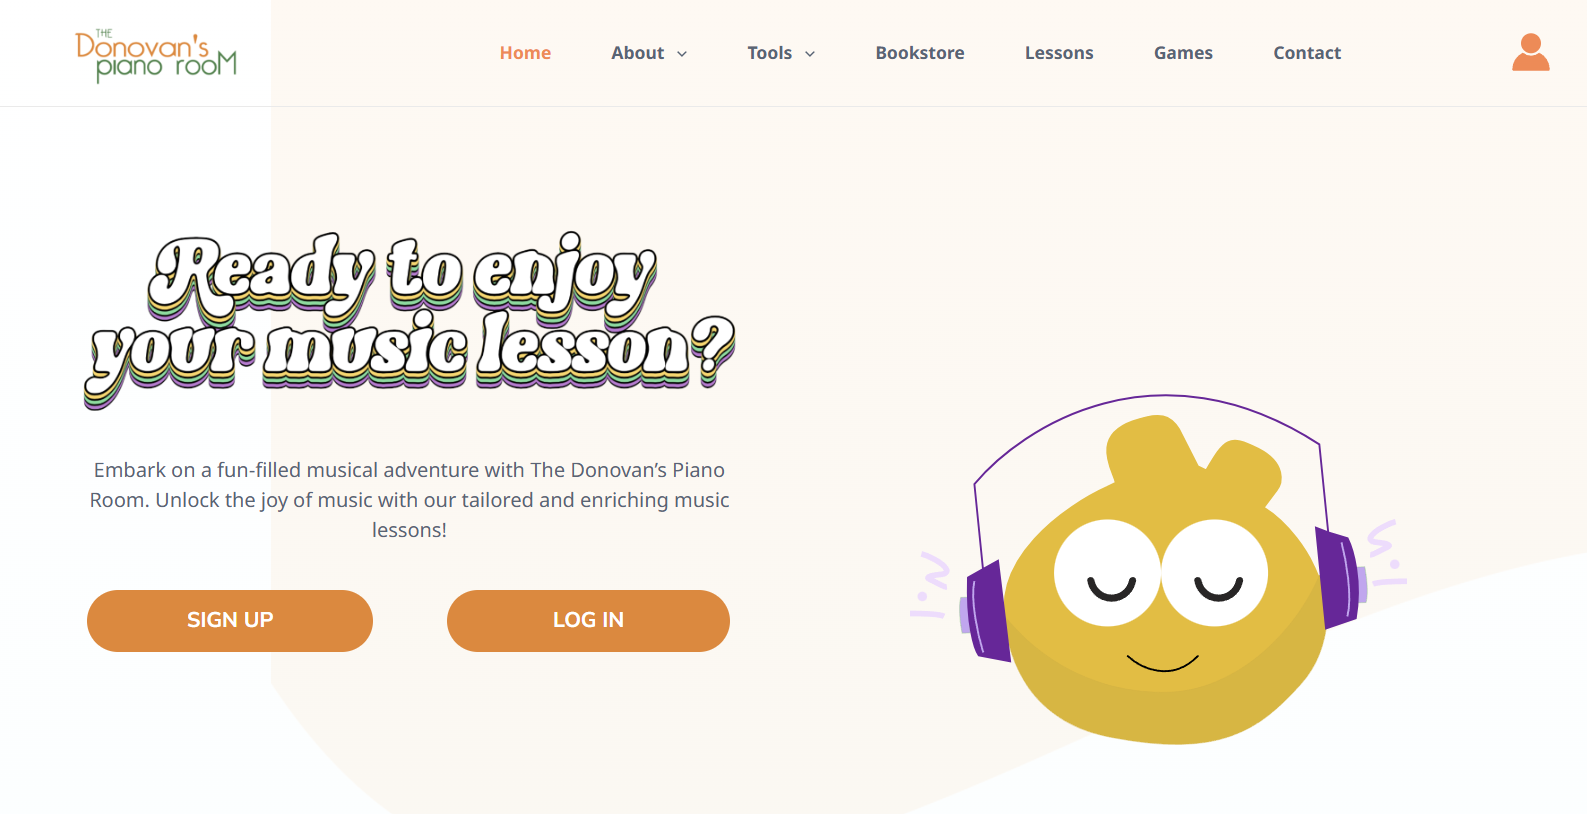 THE
Donovan's
piano rooM
Home About Tools Bookstore Lessons Games Contact
Ready to enjoy
your music lesson?
Embark on a fun-filled musical adventure with The Donovan’s Piano
Room. Unlock the joy of music with our tailored and enriching music
lessons!
SIGN UP LOG IN